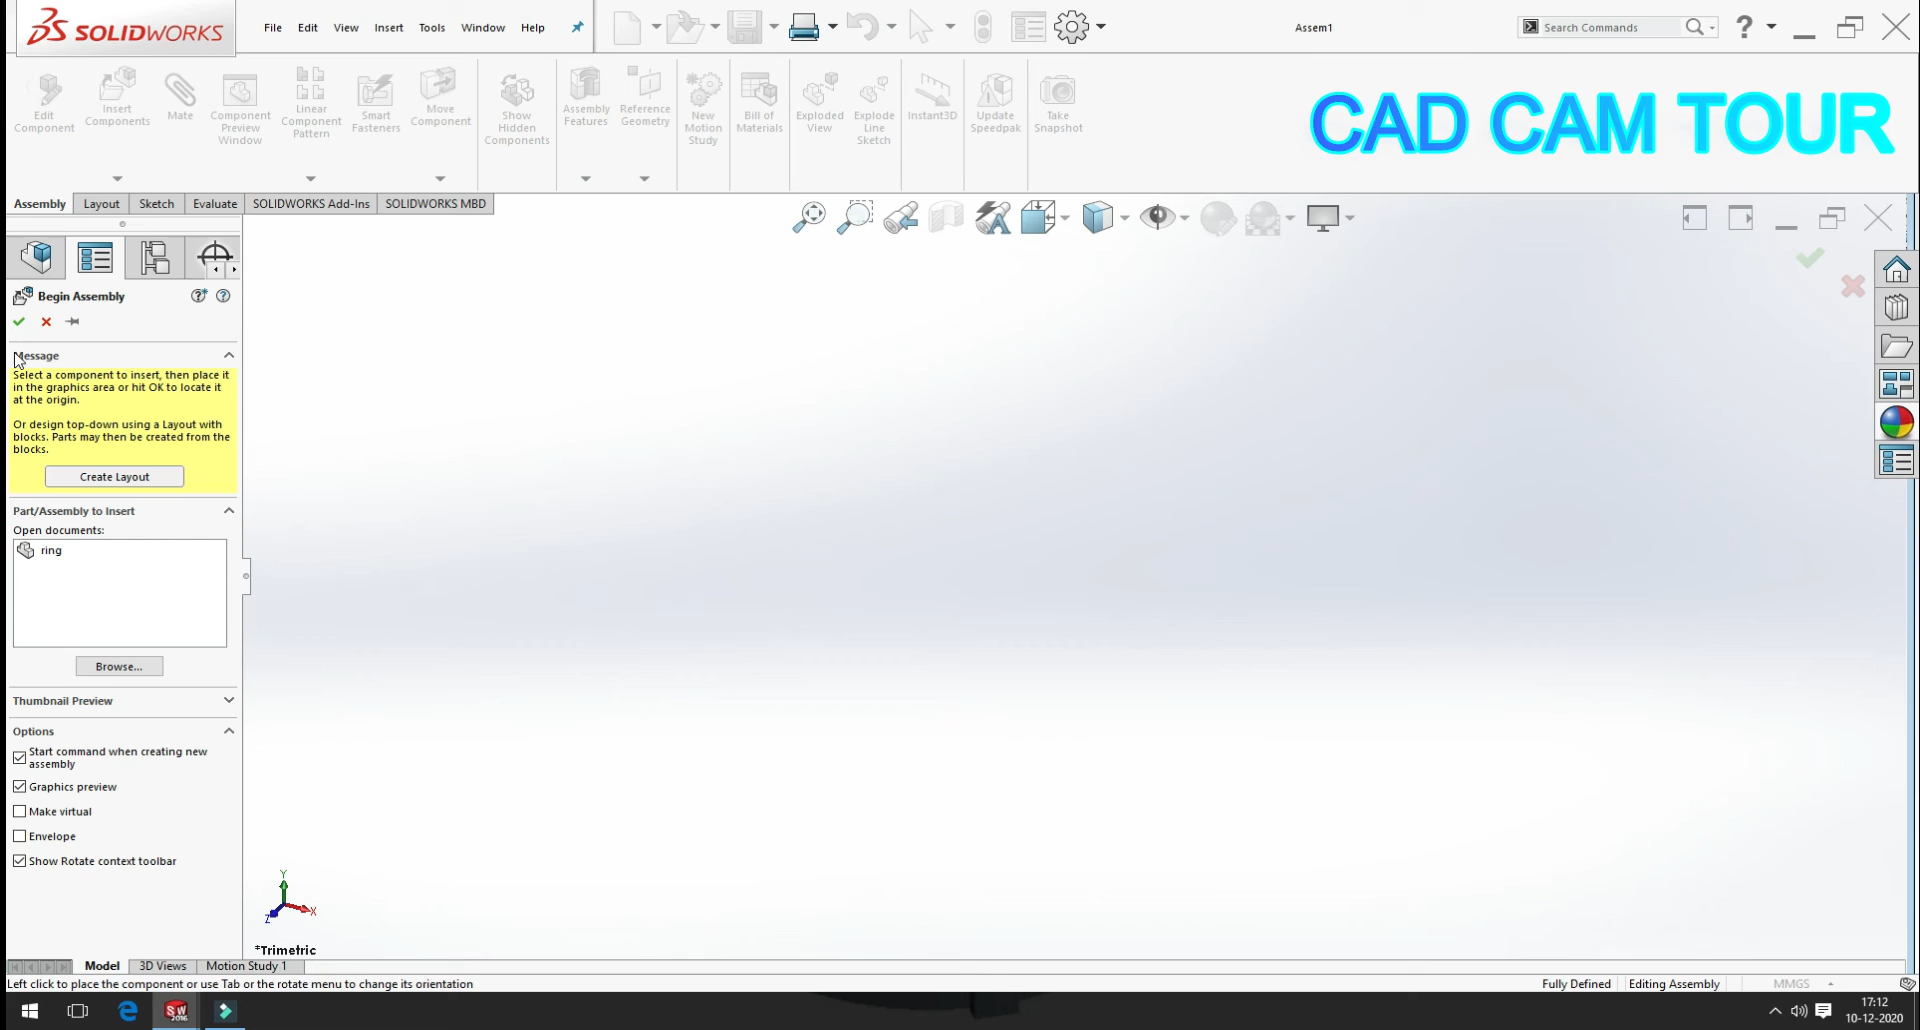 SOLIDWORKS File Edit View Insert Tools Window Help Assem1 Search Commands
Edit Component
Insert Components
Mate
Component Preview Window
Linear Component Pattern
Smart Fasteners
Move Component
Show Hidden Components
Assembly Features
Reference Geometry
New Motion Study
Bill of Materials
Exploded View
Explode Line Sketch
Instant3D
Update Speedpak
Take Snapshot
CAD CAM TOUR
Assembly Layout Sketch Evaluate SOLIDWORKS Add-Ins SOLIDWORKS MBD
Begin Assembly
Message
Select a component to insert, then place it
in the graphics area or hit OK to locate it
at the origin.
Or design top-down using a Layout with
blocks. Parts may then be created from the
blocks.
Create Layout
Part/Assembly to Insert
Open documents:
ring
Browse...
Thumbnail Preview
Options
Start command when creating new
assembly
Graphics preview
Make virtual
Envelope
Show Rotate context toolbar
Y
X
Z
*Trimetric
Model 3D Views Motion Study 1
Left click to place the component or use Tab or the rotate menu to change its orientation Fully Defined Editing Assembly MMGS
SW 2016
17:12
10-12-2020